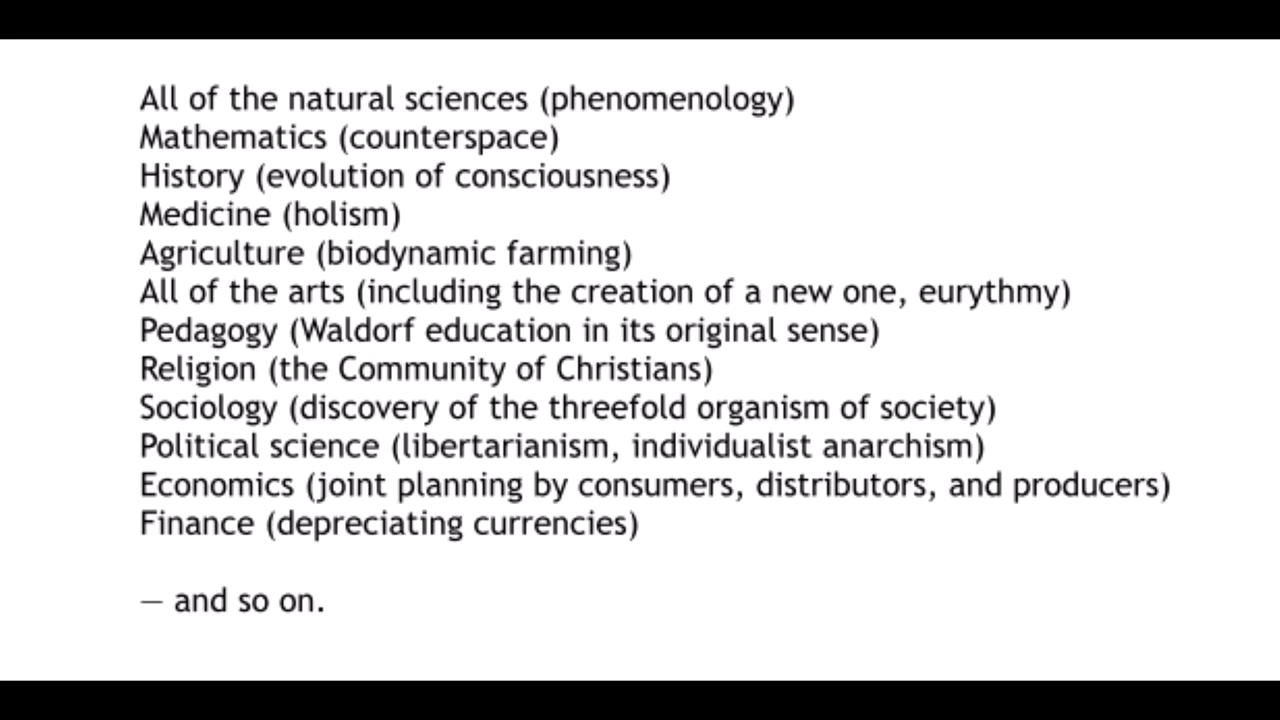 All of the natural sciences (phenomenology)
Mathematics (counterspace)
History (evolution of consciousness)
Medicine (holism)
Agriculture (biodynamic farming)
All of the arts (including the creation of a new one, eurythmy)
Pedagogy (Waldorf education in its original sense)
Religion (the Community of Christians)
Sociology (discovery of the threefold organism of society)
Political science (libertarianism, individualist anarchism)
Economics (joint planning by consumers, distributors, and producers)
Finance (depreciating currencies)
— and so on.